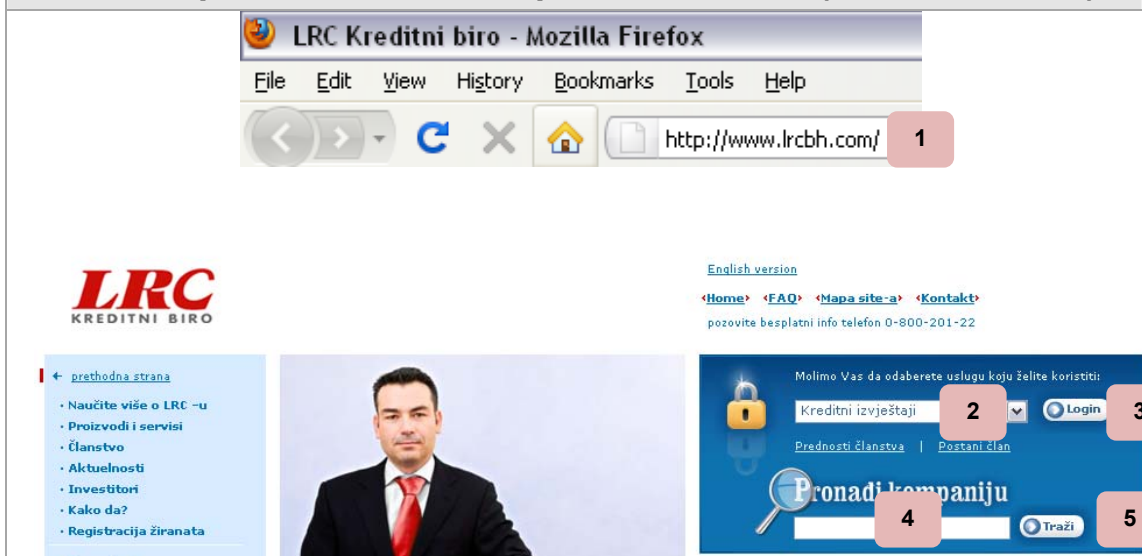 LRC Kreditni biro - Mozilla Firefox
File Edit View History Bookmarks Tools Help
http://www.lrcbh.com/ 1
English version
LRC
KREDITNI BIRO
‹Home› ‹FAQ› ‹Mapa site-a› ‹Kontakt›
pozovite besplatni info telefon 0-800-201-22
← prethodna strana
· Naučite više o LRC -u
· Proizvodi i servisi
· Članstvo
· Aktuelnosti
· Investitori
· Kako da?
· Registracija žiranata
Molimo Vas da odaberete uslugu koju želite koristiti:
Kreditni izvještaji 2 Login 3
Prednosti članstva | Postani član
Pronađi kompaniju
4 Traži 5